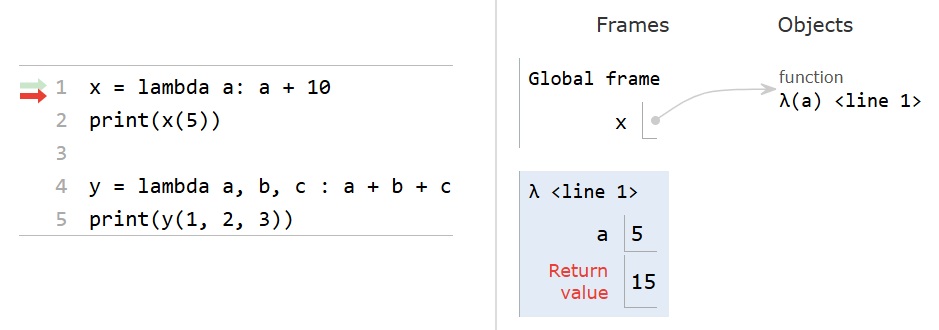 1 x = lambda a: a + 10
2 print(x(5))
3
4 y = lambda a, b, c : a + b + c
5 print(y(1, 2, 3))
Frames Objects
Global frame
x
function
λ(a) <line 1>
λ <line 1>
a 5
Return
value 15